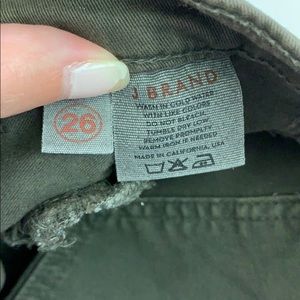 J BRAND
26
WASH IN COLD WATER
WITH LIKE COLORS
DO NOT BLEACH.
TUMBLE DRY LOW.
REMOVE PROMPTLY.
WARM IRON IF NEEDED
MADE IN CALIFORNIA, USA